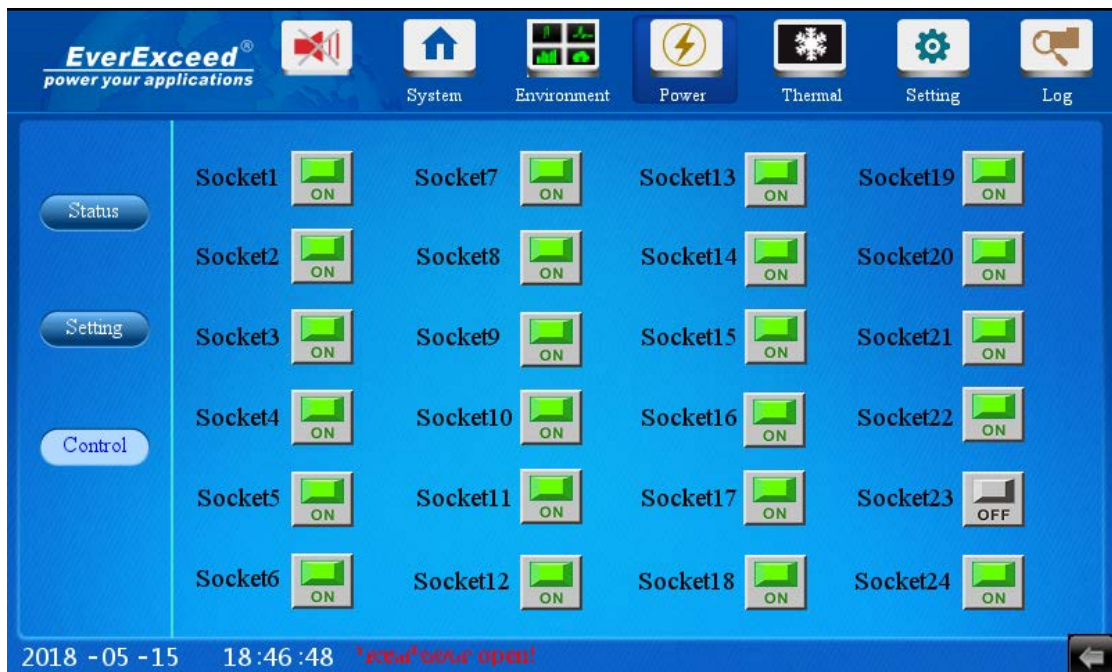 EverExceed®
power your applications
System Environment Power Thermal Setting Log
Status
Setting
Control
Socket1 ON Socket7 ON Socket13 ON Socket19 ON
Socket2 ON Socket8 ON Socket14 ON Socket20 ON
Socket3 ON Socket9 ON Socket15 ON Socket21 ON
Socket4 ON Socket10 ON Socket16 ON Socket22 ON
Socket5 ON Socket11 ON Socket17 ON Socket23 OFF
Socket6 ON Socket12 ON Socket18 ON Socket24 ON
2018 -05 -15 18:46:48 open!